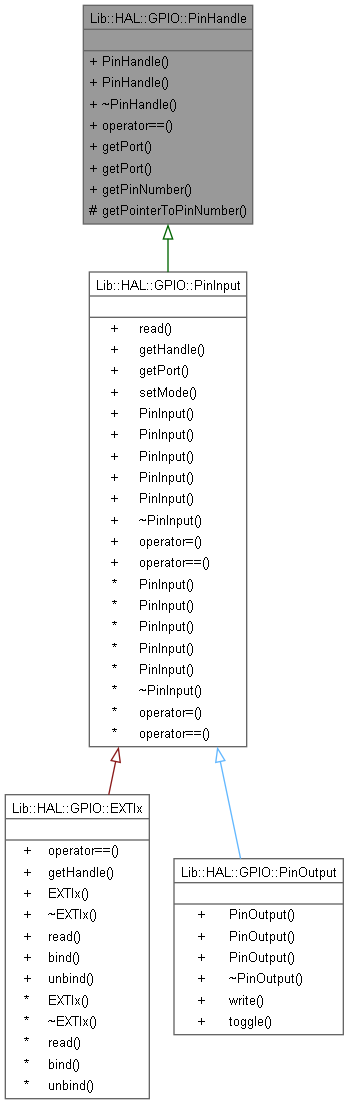 Lib::HAL::GPIO::PinHandle
+ PinHandle()
+ PinHandle()
+ ~PinHandle()
+ operator==()
+ getPort()
+ getPort()
+ getPinNumber()
# getPointerToPinNumber()
Lib::HAL::GPIO::PinInput
+ read()
+ getHandle()
+ getPort()
+ setMode()
+ PinInput()
+ PinInput()
+ PinInput()
+ PinInput()
+ PinInput()
+ ~PinInput()
+ operator=()
+ operator==()
* PinInput()
* PinInput()
* PinInput()
* PinInput()
* PinInput()
* ~PinInput()
* operator=()
* operator==()
Lib::HAL::GPIO::EXTIx
+ operator==()
+ getHandle()
+ EXTIx()
+ ~EXTIx()
+ read()
+ bind()
+ unbind()
* EXTIx()
* ~EXTIx()
* read()
* bind()
* unbind()
Lib::HAL::GPIO::PinOutput
+ PinOutput()
+ PinOutput()
+ PinOutput()
+ ~PinOutput()
+ write()
+ toggle()